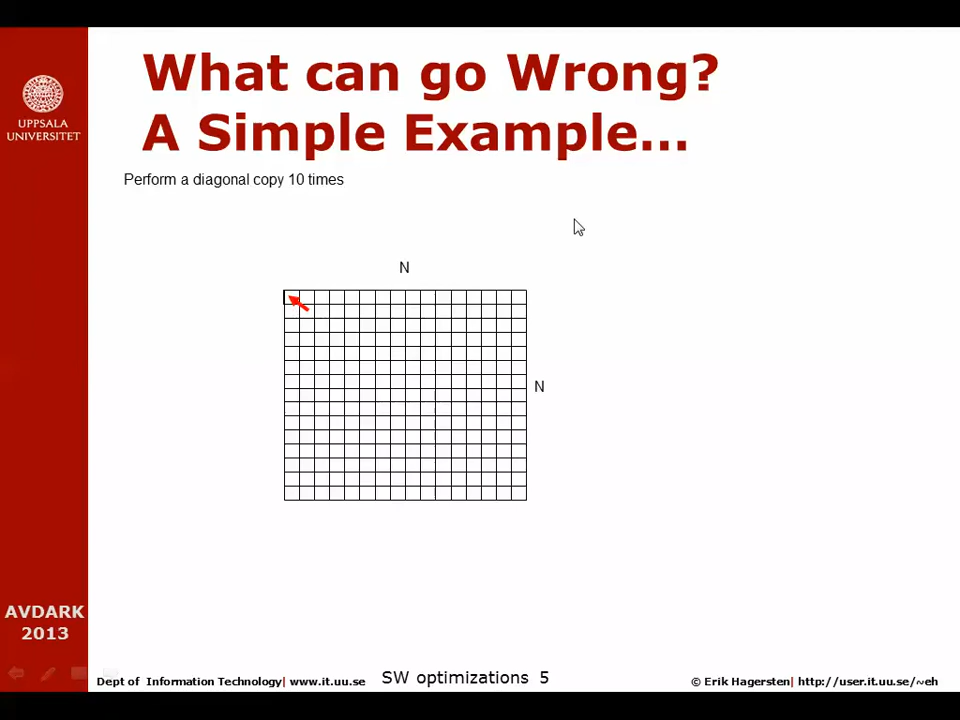 What can go Wrong?
A Simple Example...
UPPSALA
UNIVERSITET
Perform a diagonal copy 10 times
N
N
AVDARK
2013
Dept of Information Technology| www.it.uu.se
SW optimizations 5
© Erik Hagersten| http://user.it.uu.se/~eh